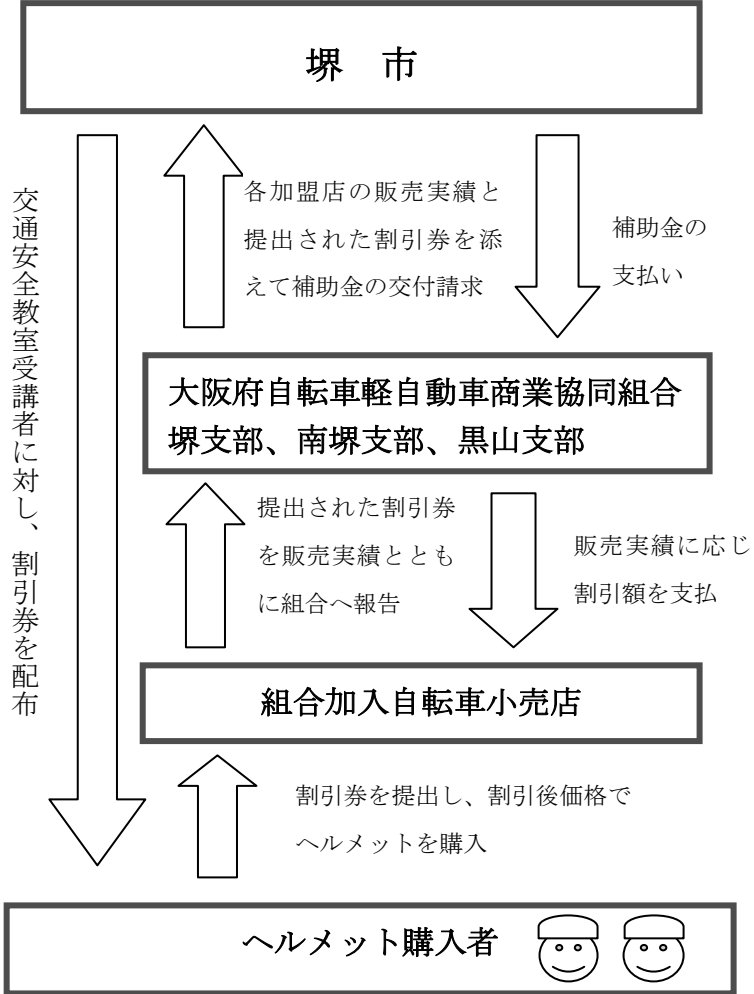 堺　市
交通安全教室受講者に対し、割引券を配布
各加盟店の販売実績と
提出された割引券を添
えて補助金の交付請求
補助金の
支払い
大阪府自転車軽自動車商業協同組合
堺支部、南堺支部、黒山支部
提出された割引券
を販売実績ととも
に組合へ報告
販売実績に応じ
割引額を支払
組合加入自転車小売店
割引券を提出し、割引後価格で
ヘルメットを購入
ヘルメット購入者